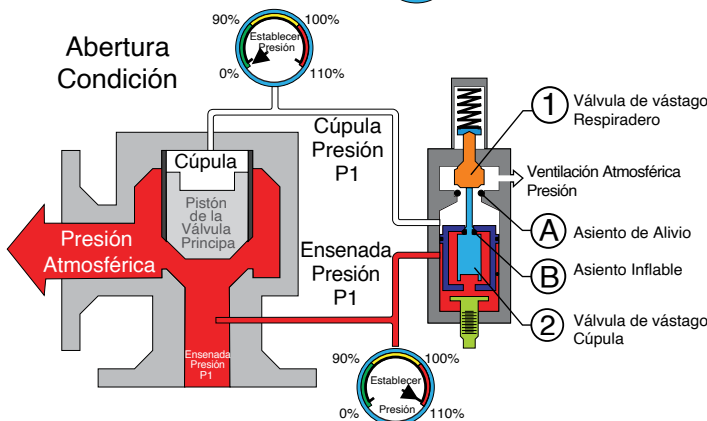 Abertura
Condición
90%
100%
Establecer
Presión
0%
110%
Cúpula
Presión
P1
Cúpula
Pistón
de la
Válvula
Principa
Presión
Atmosférica
Ensenada
Presión
P1
Ensenada
Presión
P1
1
Válvula de vástago
Respiradero
Ventilación Atmosférica
Presión
A
Asiento de Alivio
B
Asiento Inflable
2
Válvula de vástago
Cúpula
90%
100%
Establecer
Presión
0%
110%